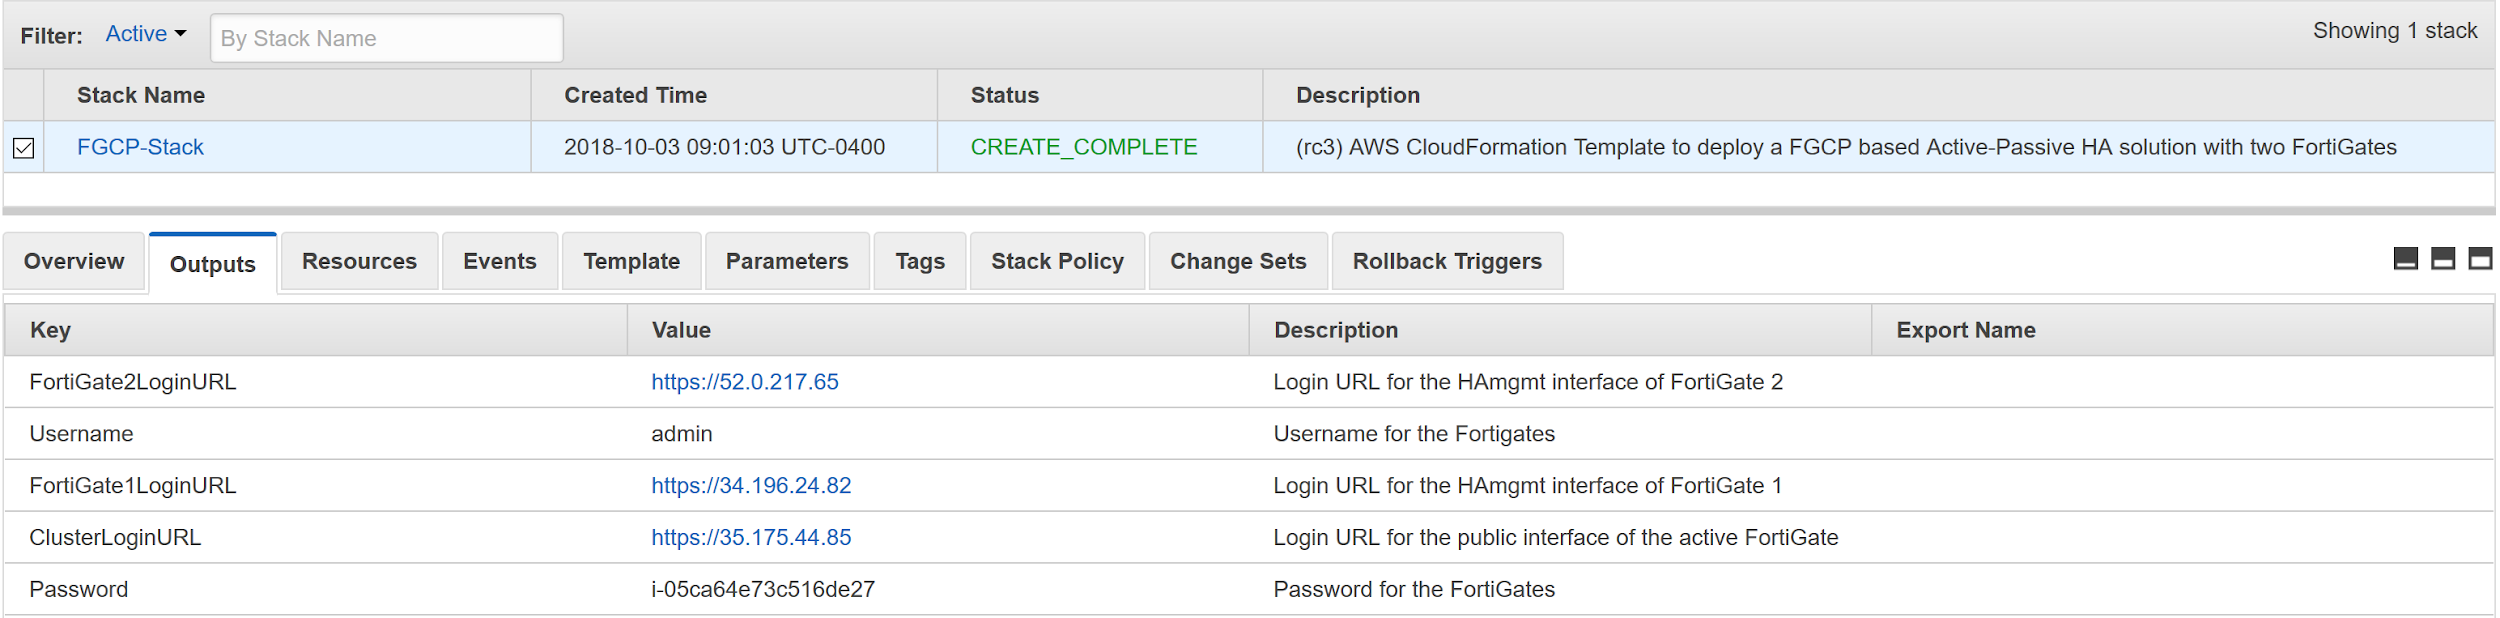 Filter: Active By Stack Name Showing 1 stack
Stack Name Created Time Status Description
FGCP-Stack 2018-10-03 09:01:03 UTC-0400 CREATE_COMPLETE (rc3) AWS CloudFormation Template to deploy a FGCP based Active-Passive HA solution with two FortiGates
Overview Outputs Resources Events Template Parameters Tags Stack Policy Change Sets Rollback Triggers
Key Value Description Export Name
FortiGate2LoginURL https://52.0.217.65 Login URL for the HAmgmt interface of FortiGate 2
Username admin Username for the Fortigates
FortiGate1LoginURL https://34.196.24.82 Login URL for the HAmgmt interface of FortiGate 1
ClusterLoginURL https://35.175.44.85 Login URL for the public interface of the active FortiGate
Password i-05ca64e73c516de27 Password for the FortiGates